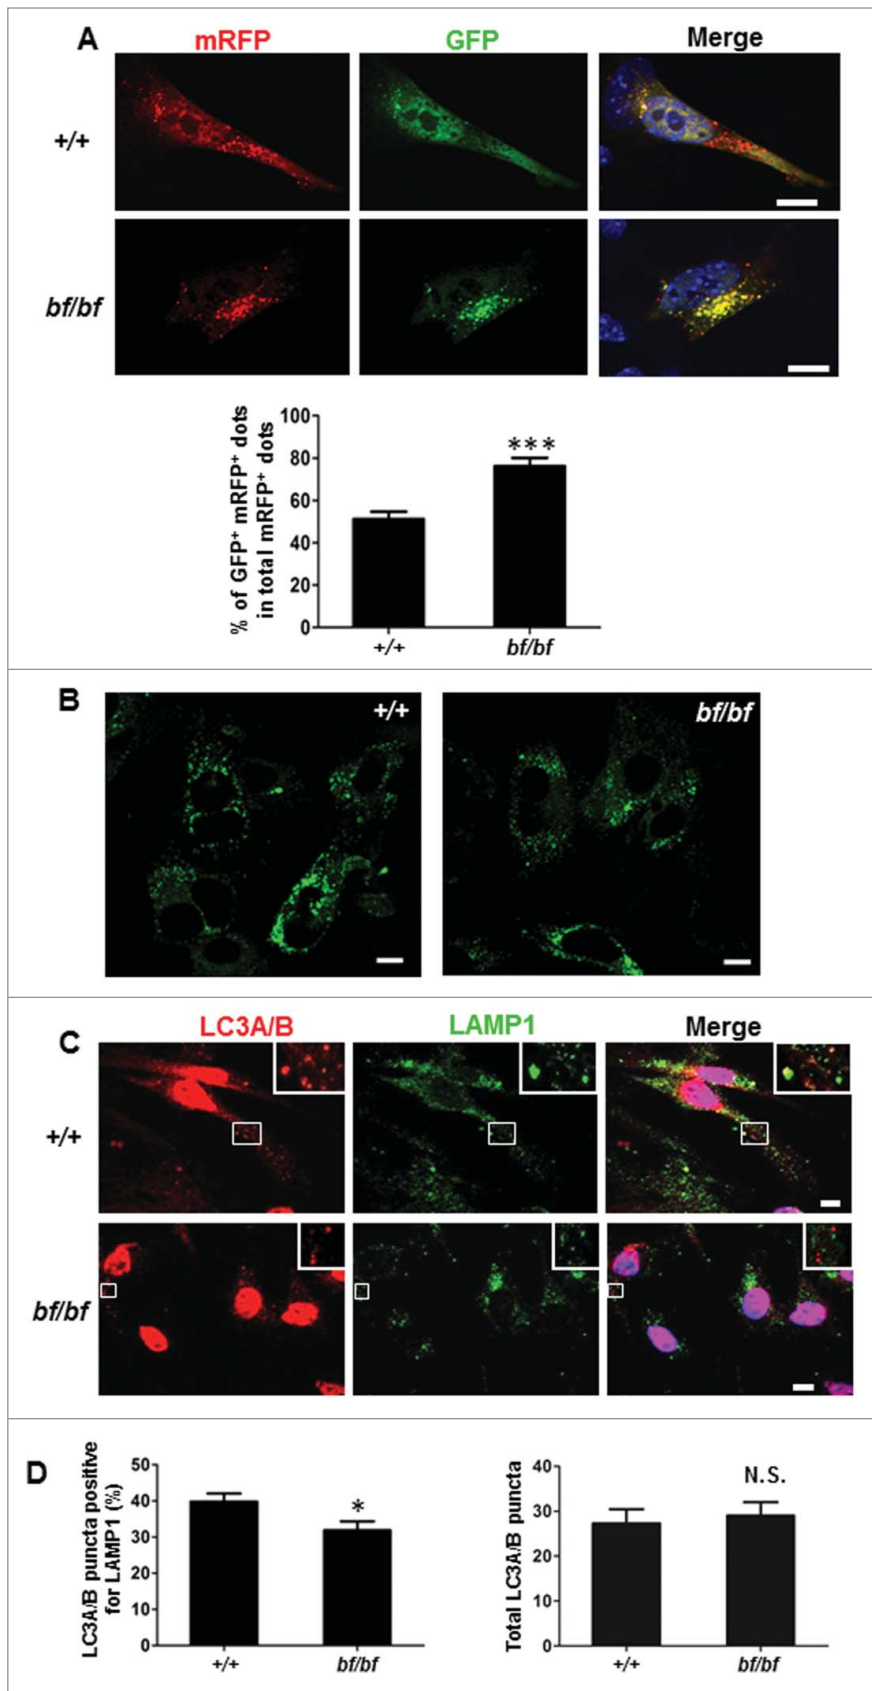 A
mRFP GFP Merge
+/+
bf/bf
% of GFP⁺ mRFP⁺ dots
in total mRFP⁺ dots
100
80
60
40
20
0
***
+/+ bf/bf
B
+/+ bf/bf
C
LC3A/B LAMP1 Merge
+/+
bf/bf
D
LC3A/B puncta positive
for LAMP1 (%)
50
40
30
20
10
0
*
+/+ bf/bf
Total LC3A/B puncta
40
30
20
10
0
N.S.
+/+ bf/bf